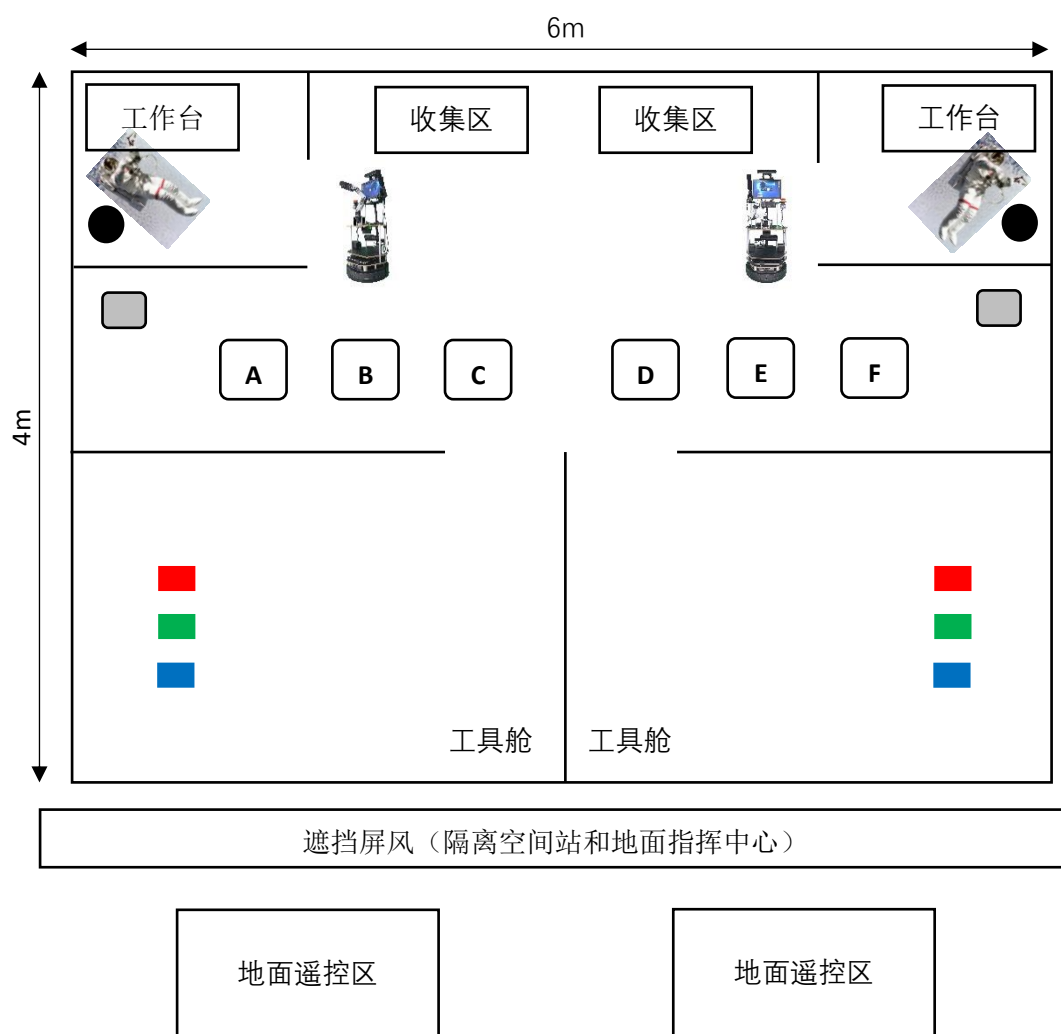 6m
工作台
收集区
收集区
工作台
4m
A
B
C
D
E
F
工具舱
工具舱
遮挡屏风（隔离空间站和地面指挥中心）
地面遥控区
地面遥控区